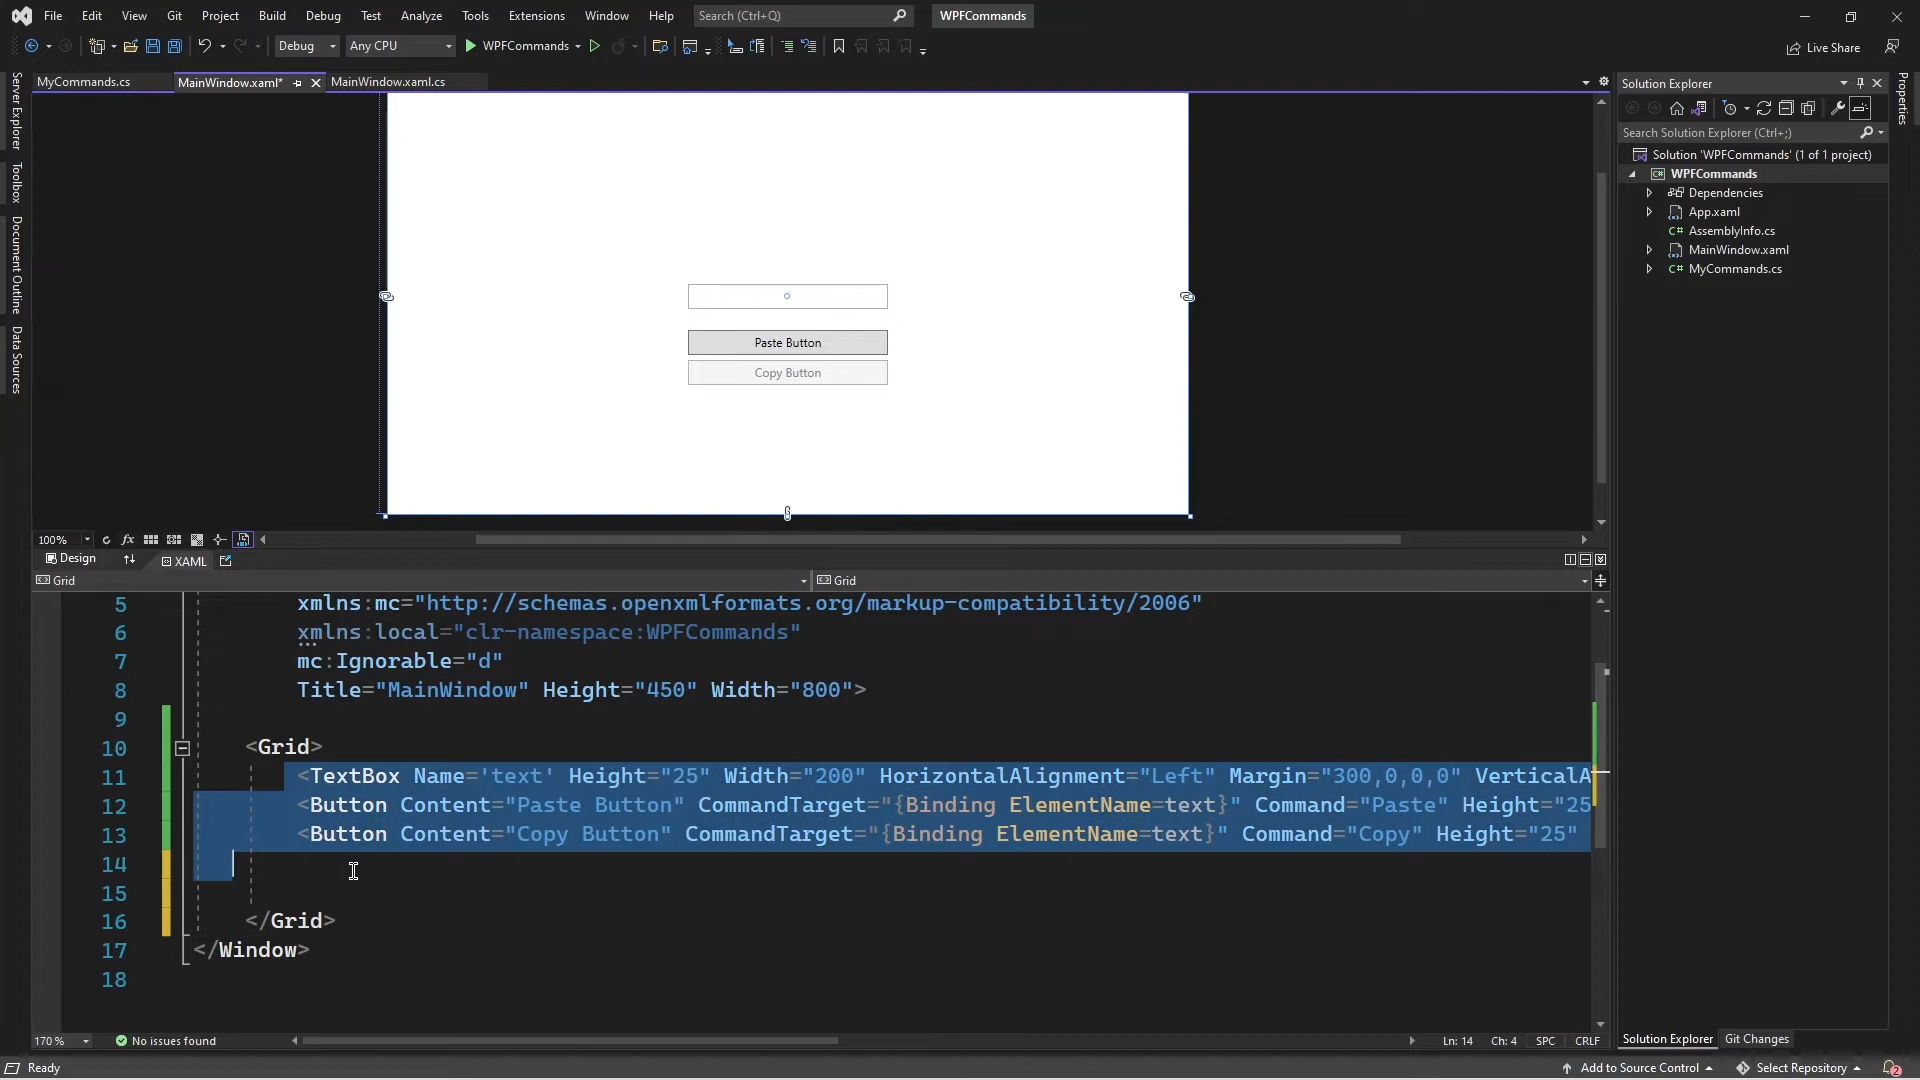 File Edit View Git Project Build Debug Test Analyze Tools Extensions Window Help Search (Ctrl+Q) WPFCommands
Debug Any CPU WPFCommands Live Share
MyCommands.cs MainWindow.xaml* MainWindow.xaml.cs
Server Explorer
Toolbox
Document Outline
Data Sources
Paste Button
Copy Button
100%
Design XAML
Grid Grid
5 xmlns:mc="http://schemas.openxmlformats.org/markup-compatibility/2006"
6 xmlns:local="clr-namespace:WPFCommands"
7 mc:Ignorable="d"
8 Title="MainWindow" Height="450" Width="800">
9
10 <Grid>
11 <TextBox Name='text' Height="25" Width="200" HorizontalAlignment="Left" Margin="300,0,0,0" VerticalA
12 <Button Content="Paste Button" CommandTarget="{Binding ElementName=text}" Command="Paste" Height="25
13 <Button Content="Copy Button" CommandTarget="{Binding ElementName=text}" Command="Copy" Height="25"
14
15
16 </Grid>
17 </Window>
18
170 % No issues found Ln: 14 Ch: 4 SPC CRLF
Solution Explorer
Search Solution Explorer (Ctrl+;)
Solution 'WPFCommands' (1 of 1 project)
C# WPFCommands
Dependencies
App.xaml
C# AssemblyInfo.cs
MainWindow.xaml
C# MyCommands.cs
Solution Explorer Git Changes
Properties
Ready Add to Source Control Select Repository 2